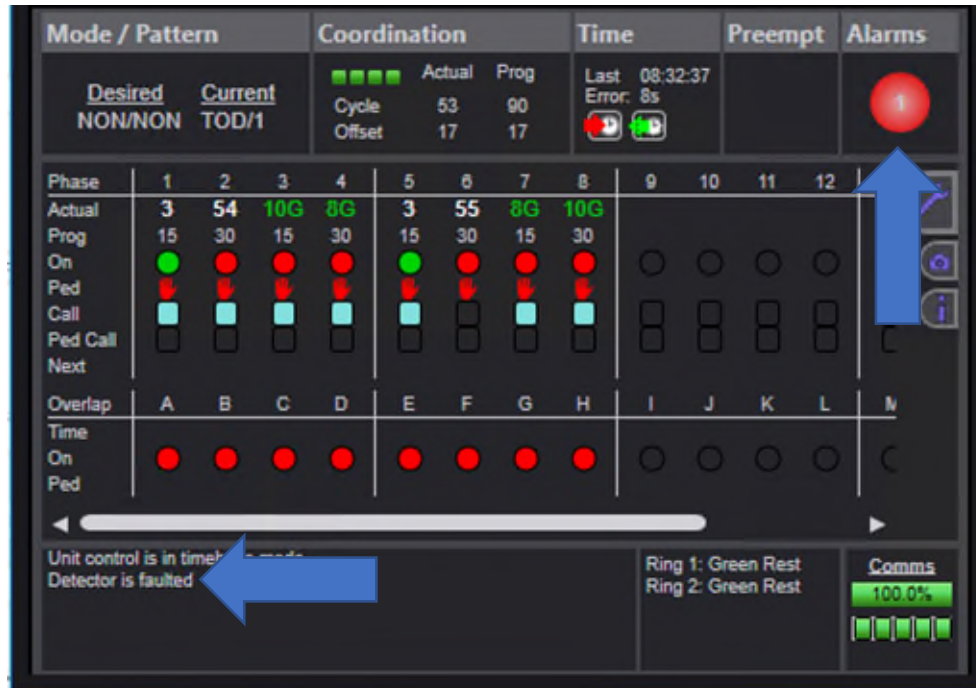 Mode / Pattern Coordination Time Preempt Alarms
Desired Current
NON/NON TOD/1
Actual Prog
Cycle 53 90
Offset 17 17
Last 08:32:37
Error: 8s
1
Phase 1 2 3 4 5 6 7 8 9 10 11 12
Actual 3 54 10G 8G 3 55 8G 10G
Prog 15 30 15 30 15 30 15 30
On
Ped
Call
Ped Call
Next
Overlap A B C D E F G H I J K L M
Time
On
Ped
Unit control is in
Detector is faulted
Ring 1: Green Rest
Ring 2: Green Rest
Comms
100.0%